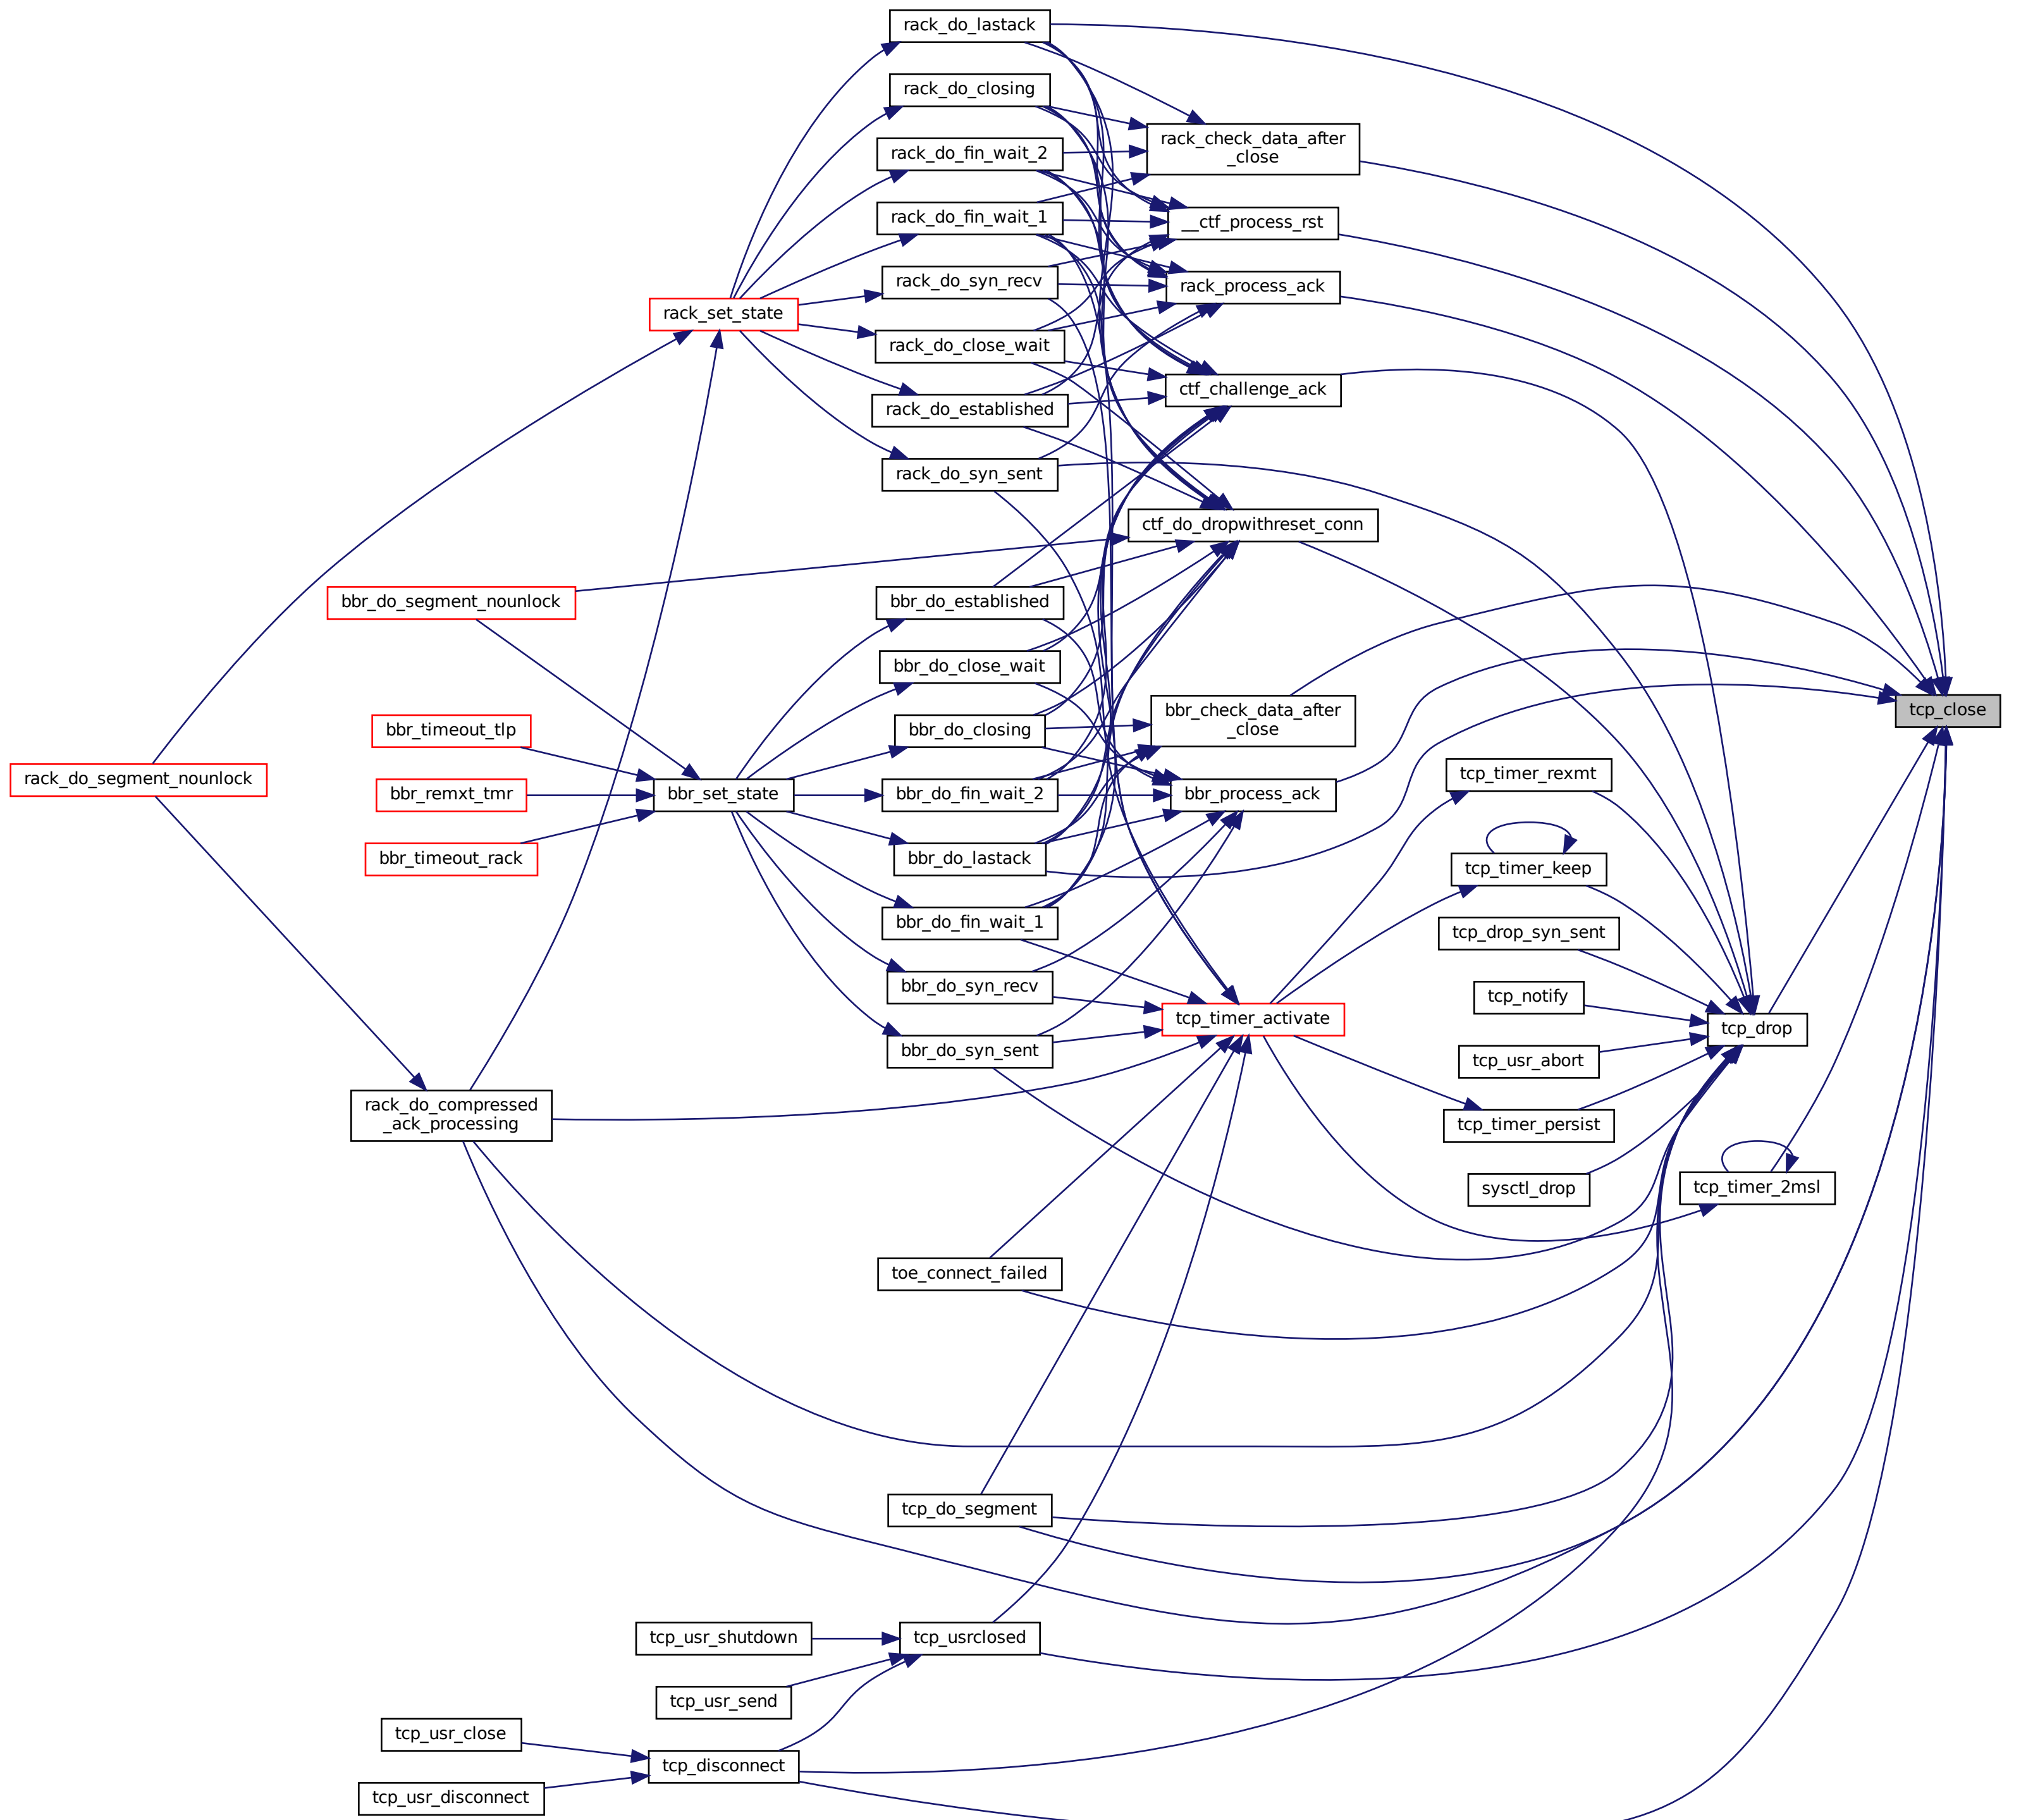 rack_do_lastack
rack_do_closing
rack_check_data_after
_close
rack_do_fin_wait_2
rack_do_fin_wait_1
__ctf_process_rst
rack_do_syn_recv
rack_process_ack
rack_set_state
rack_do_close_wait
ctf_challenge_ack
rack_do_established
rack_do_syn_sent
ctf_do_dropwithreset_conn
bbr_do_segment_nounlock
bbr_do_established
bbr_do_close_wait
bbr_check_data_after
_close
tcp_close
bbr_timeout_tlp
bbr_do_closing
rack_do_segment_nounlock
tcp_timer_rexmt
bbr_remxt_tmr
bbr_set_state
bbr_do_fin_wait_2
bbr_process_ack
bbr_timeout_rack
bbr_do_lastack
tcp_timer_keep
bbr_do_fin_wait_1
tcp_drop_syn_sent
bbr_do_syn_recv
tcp_notify
tcp_timer_activate
tcp_drop
bbr_do_syn_sent
tcp_usr_abort
rack_do_compressed
_ack_processing
tcp_timer_persist
sysctl_drop
tcp_timer_2msl
toe_connect_failed
tcp_do_segment
tcp_usr_shutdown
tcp_usrclosed
tcp_usr_send
tcp_usr_close
tcp_disconnect
tcp_usr_disconnect